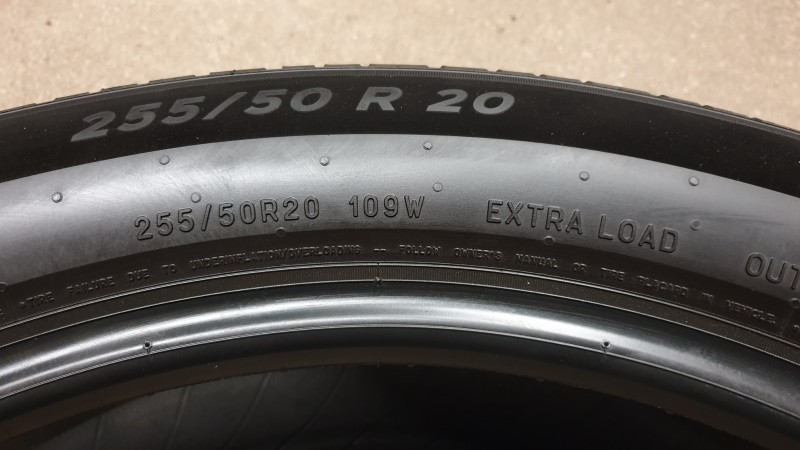 255/50 R 20
255/50R20 109W EXTRA LOAD OUT
TIRE FAILURE DUE TO UNDERINFLATION/OVERLOADING - FOLLOW OWNER'S MANUAL OR TIRE PLACARD IN VEHICLE